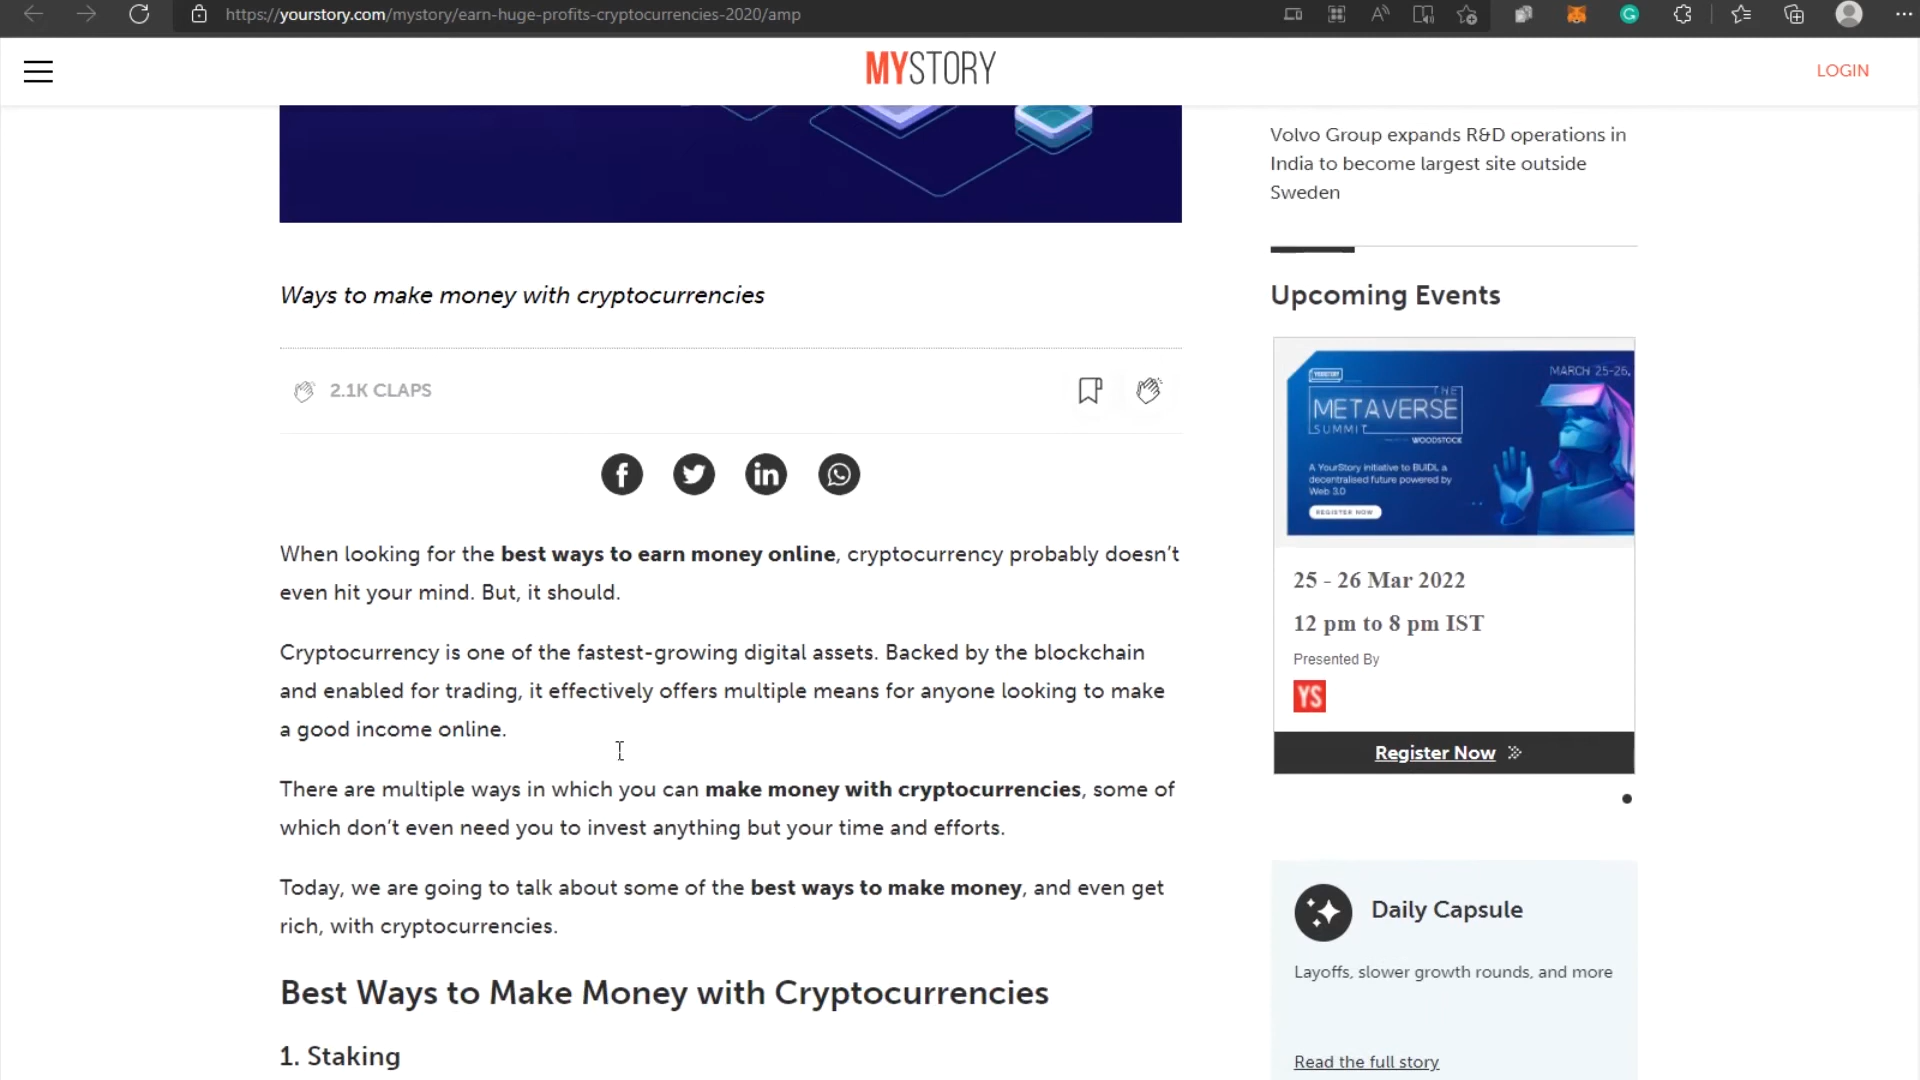 https://yourstory.com/mystory/earn-huge-profits-cryptocurrencies-2020/amp
MYSTORY
LOGIN
Volvo Group expands R&D operations in
India to become largest site outside
Sweden
Ways to make money with cryptocurrencies
2.1K CLAPS
When looking for the best ways to earn money online, cryptocurrency probably doesn't
even hit your mind. But, it should.
Cryptocurrency is one of the fastest-growing digital assets. Backed by the blockchain
and enabled for trading, it effectively offers multiple means for anyone looking to make
a good income online.
There are multiple ways in which you can make money with cryptocurrencies, some of
which don't even need you to invest anything but your time and efforts.
Today, we are going to talk about some of the best ways to make money, and even get
rich, with cryptocurrencies.
Best Ways to Make Money with Cryptocurrencies
1. Staking
Upcoming Events
YOURSTORY
MARCH 25-26,
THE
METAVERSE
SUMMIT
WOODSTOCK
A YourStory initiative to BUIDL a
decentralised future powered by
Web 3.0
REGISTER NOW
25 - 26 Mar 2022
12 pm to 8 pm IST
Presented By
YS
Register Now
Daily Capsule
Layoffs, slower growth rounds, and more
Read the full story